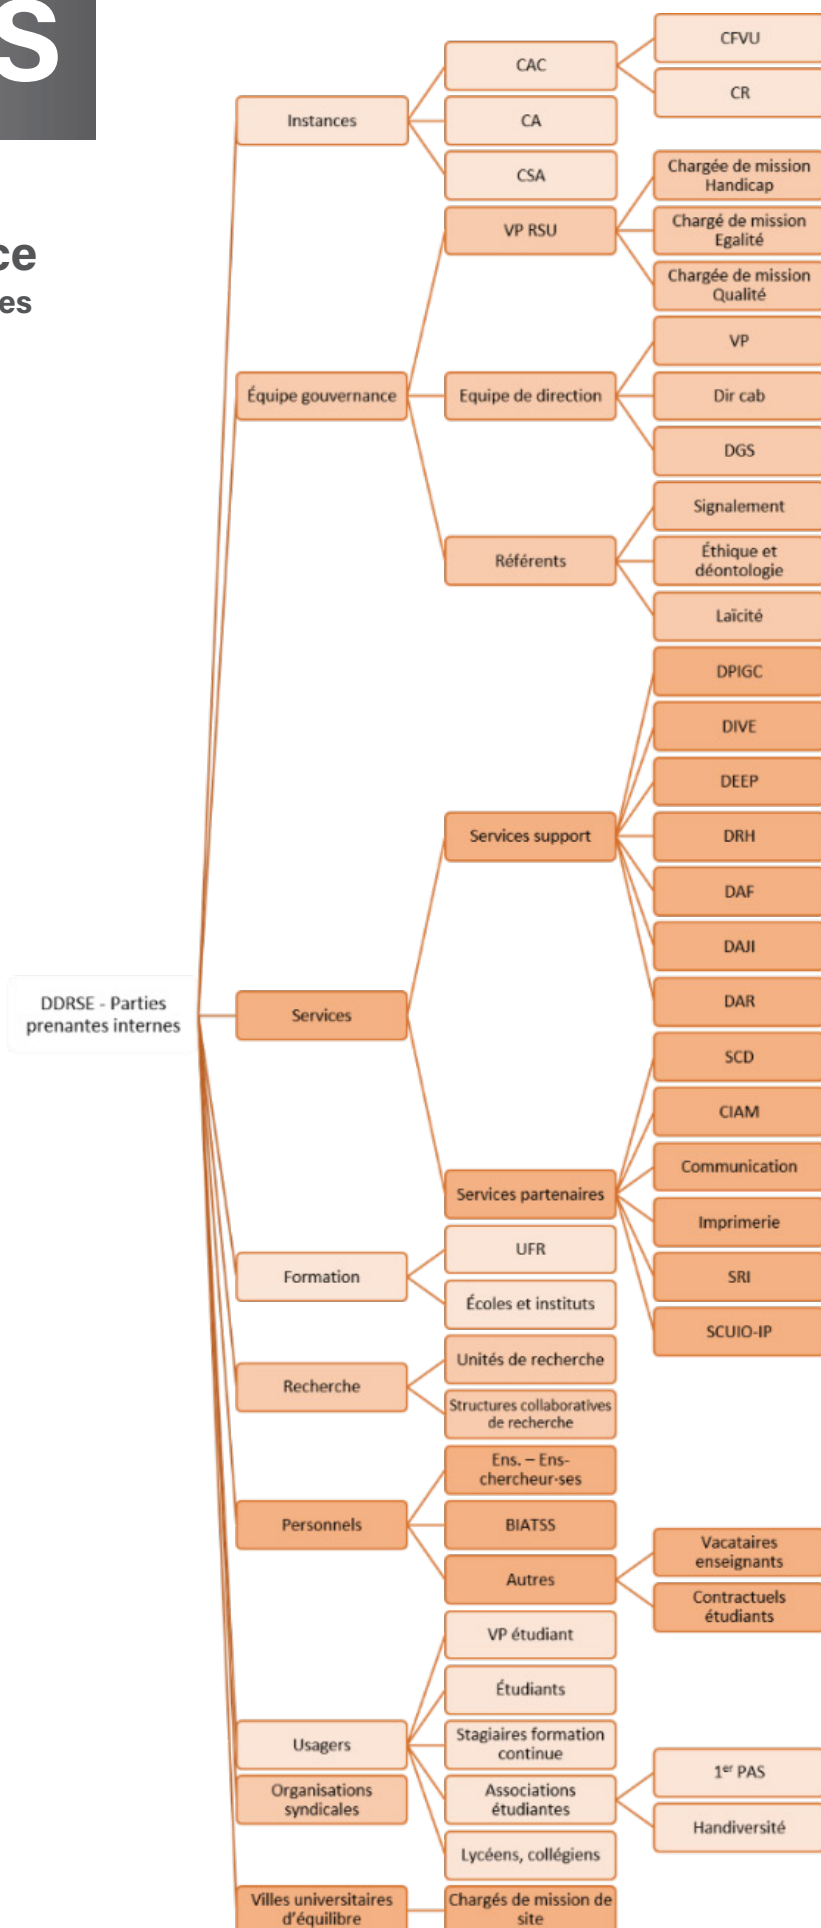 S
ce
es
DDRSE - Parties
prenantes internes
Instances
CAC
CFVU
CR
CA
CSA
Équipe gouvernance
VP RSU
Chargée de mission
Handicap
Chargé de mission
Egalité
Chargée de mission
Qualité
Equipe de direction
VP
Dir cab
DGS
Référents
Signalement
Éthique et
déontologie
Laïcité
Services
Services support
DPIGC
DIVE
DEEP
DRH
DAF
DAJI
DAR
Services partenaires
SCD
CIAM
Communication
Imprimerie
SRI
SCUIO-IP
Formation
UFR
Écoles et instituts
Recherche
Unités de recherche
Structures collaboratives
de recherche
Personnels
Ens. – Ens-
chercheur·ses
BIATSS
Autres
Vacataires
enseignants
Contractuels
étudiants
Usagers
VP étudiant
Étudiants
Stagiaires formation
continue
Associations
étudiantes
1er PAS
Handiversité
Lycéens, collégiens
Organisations
syndicales
Villes universitaires
d'équilibre
Chargés de mission de
site